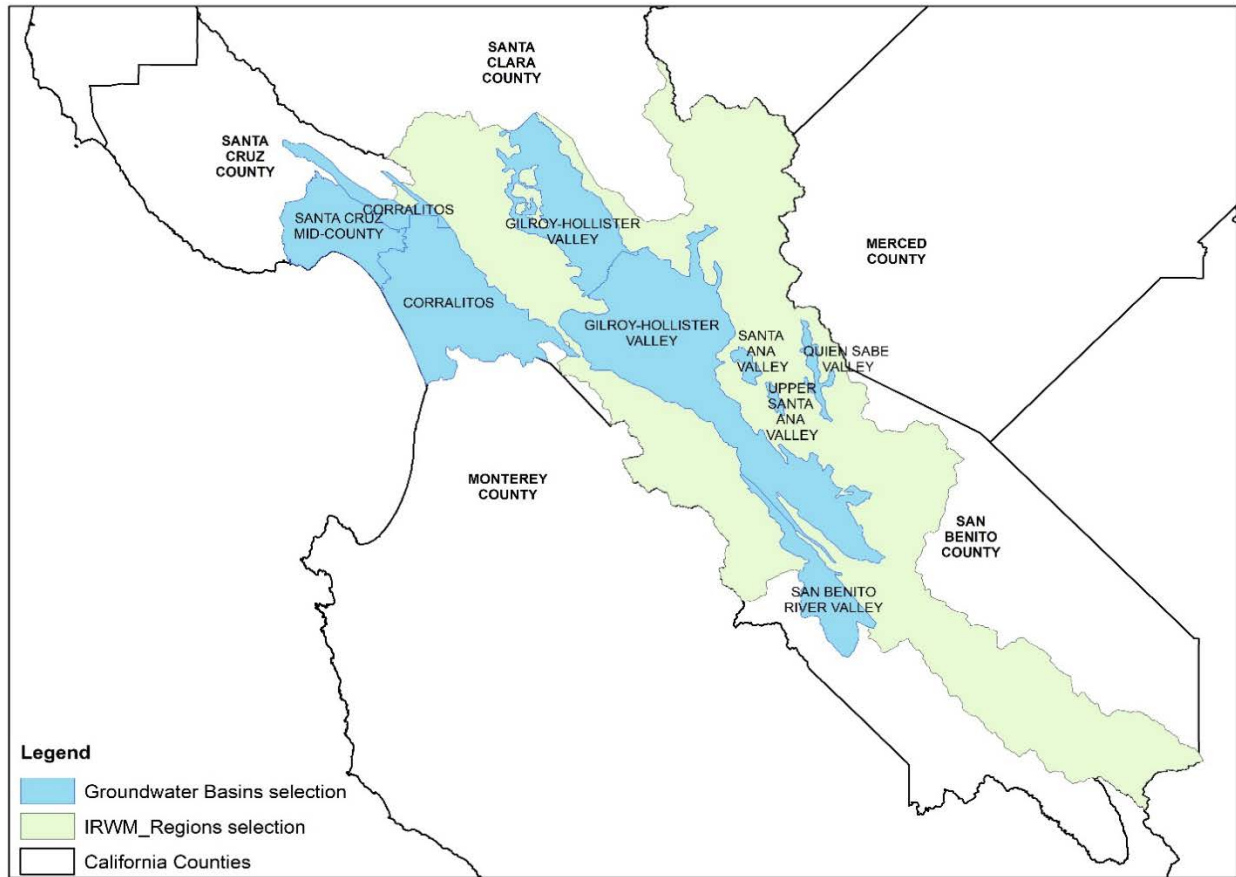 SANTA
CLARA
COUNTY
SANTA
CRUZ
COUNTY
CORRALITOS
SANTA CRUZ
MID-COUNTY
GILROY-HOLLISTER
VALLEY
MERCED
COUNTY
CORRALITOS
GILROY-HOLLISTER
VALLEY
SANTA
ANA
VALLEY
QUIEN SABE
VALLEY
UPPER
SANTA
ANA
VALLEY
MONTEREY
COUNTY
SAN
BENITO
COUNTY
SAN BENITO
RIVER VALLEY
Legend
Groundwater Basins selection
IRWM_Regions selection
California Counties